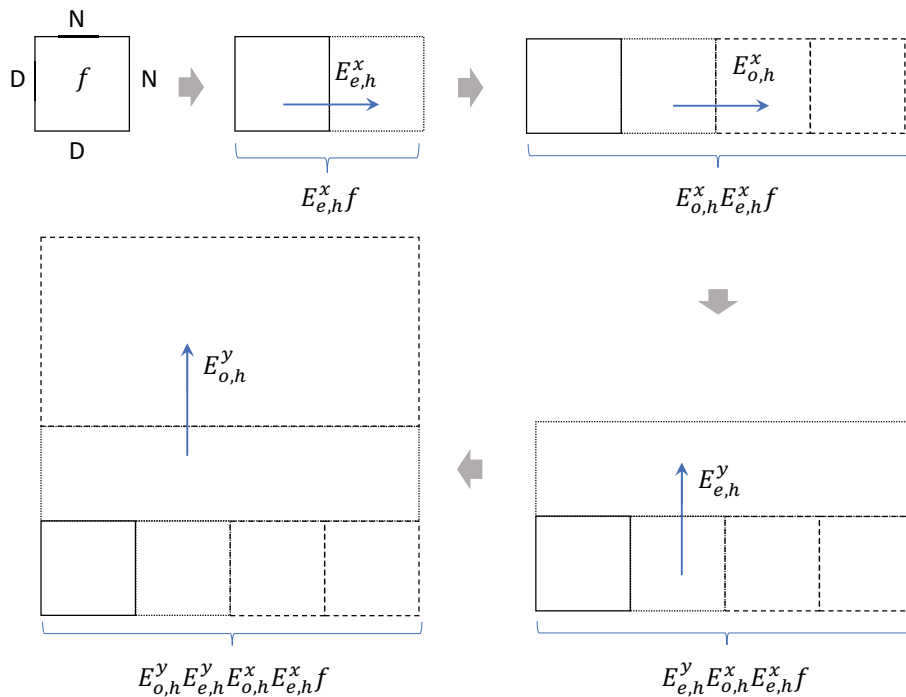 N
D
f
N
D
E^x_{e,h}
E^x_{e,h}f
E^x_{o,h}
E^x_{o,h}E^x_{e,h}f
E^y_{o,h}
E^y_{o,h}E^y_{e,h}E^x_{o,h}E^x_{e,h}f
E^y_{e,h}
E^y_{e,h}E^x_{o,h}E^x_{e,h}f